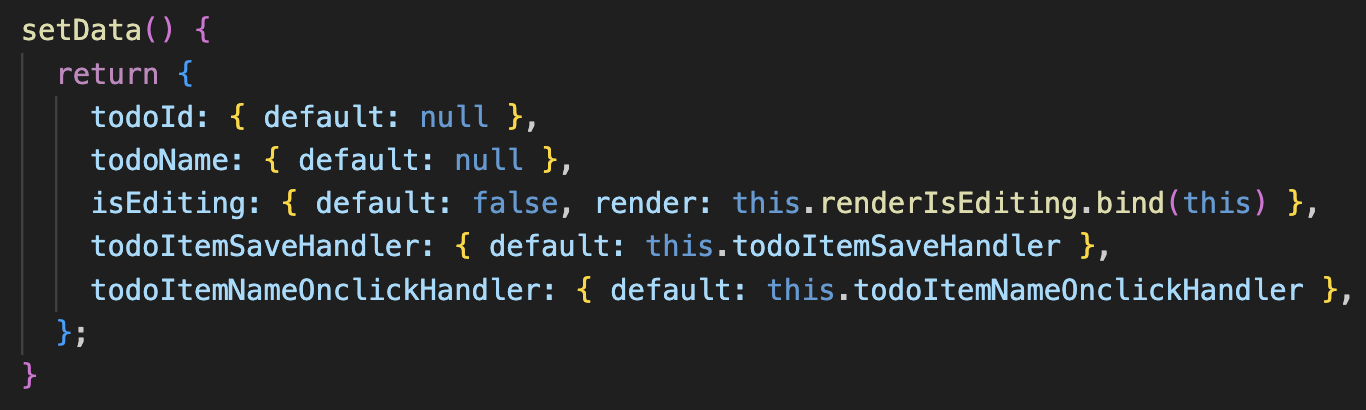 setData() {
return {
todoId: { default: null },
todoName: { default: null },
isEditing: { default: false, render: this.renderIsEditing.bind(this) },
todoItemSaveHandler: { default: this.todoItemSaveHandler },
todoItemNameOnclickHandler: { default: this.todoItemNameOnclickHandler },
};
}